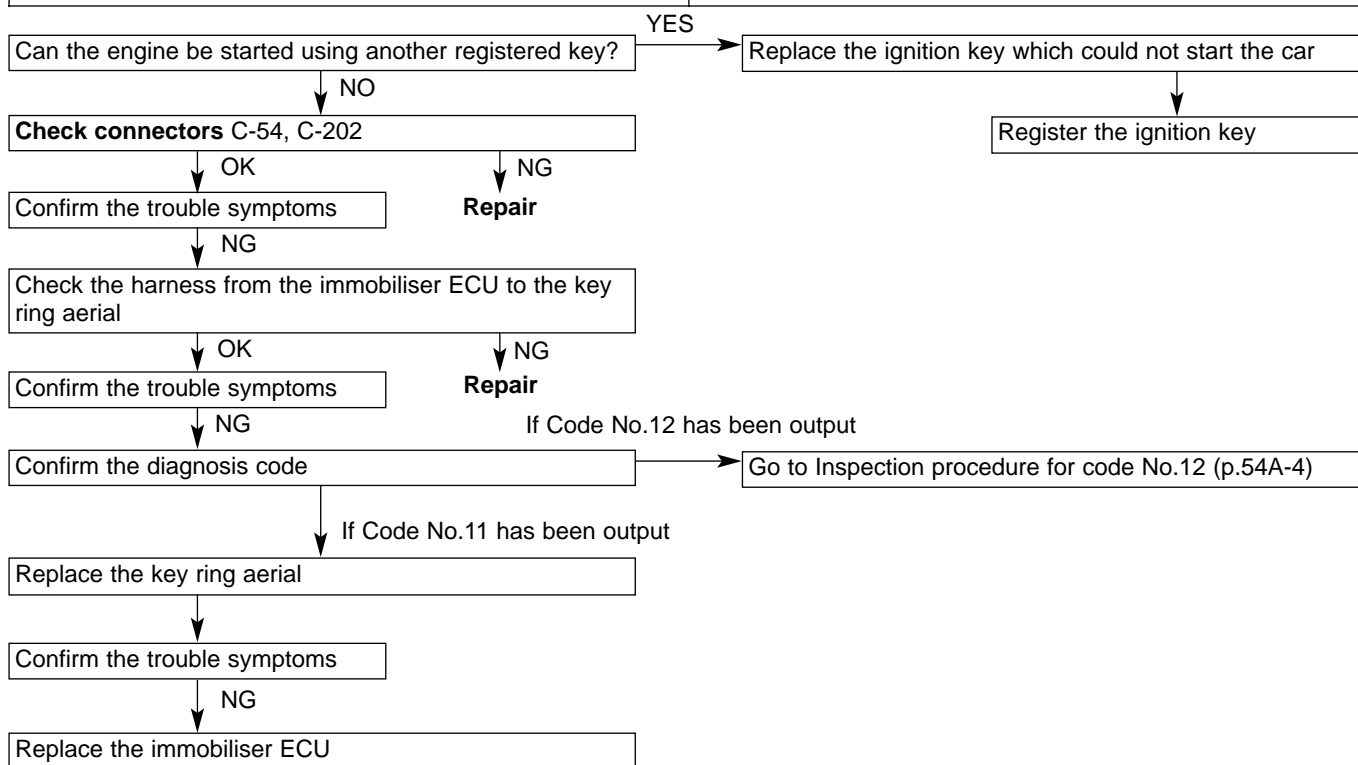 YES
Can the engine be started using another registered key?
Replace the ignition key which could not start the car
NO
Check connectors C-54, C-202
Register the ignition key
OK
NG
Confirm the trouble symptoms
Repair
NG
Check the harness from the immobiliser ECU to the key
ring aerial
OK
NG
Confirm the trouble symptoms
Repair
NG
If Code No.12 has been output
Confirm the diagnosis code
Go to Inspection procedure for code No.12 (p.54A-4)
If Code No.11 has been output
Replace the key ring aerial
Confirm the trouble symptoms
NG
Replace the immobiliser ECU